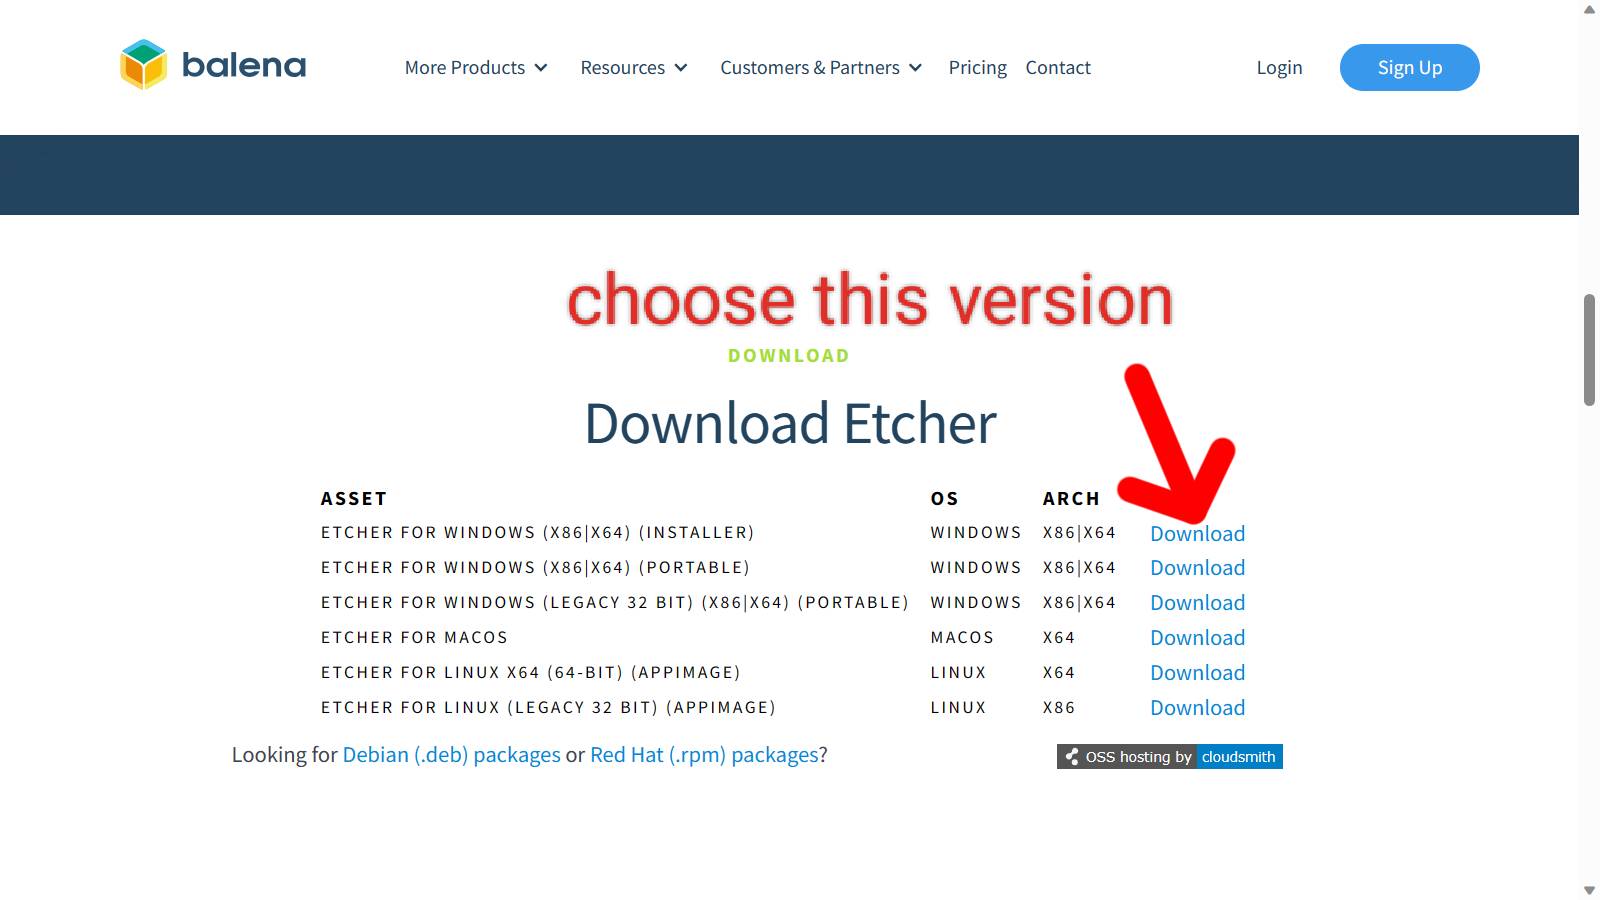 balena
More Products Resources Customers & Partners Pricing Contact Login Sign Up
choose this version
DOWNLOAD
Download Etcher
ASSET OS ARCH
ETCHER FOR WINDOWS (X86|X64) (INSTALLER) WINDOWS X86|X64 Download
ETCHER FOR WINDOWS (X86|X64) (PORTABLE) WINDOWS X86|X64 Download
ETCHER FOR WINDOWS (LEGACY 32 BIT) (X86|X64) (PORTABLE) WINDOWS X86|X64 Download
ETCHER FOR MACOS MACOS X64 Download
ETCHER FOR LINUX X64 (64-BIT) (APPIMAGE) LINUX X64 Download
ETCHER FOR LINUX (LEGACY 32 BIT) (APPIMAGE) LINUX X86 Download
Looking for Debian (.deb) packages or Red Hat (.rpm) packages? OSS hosting by cloudsmith